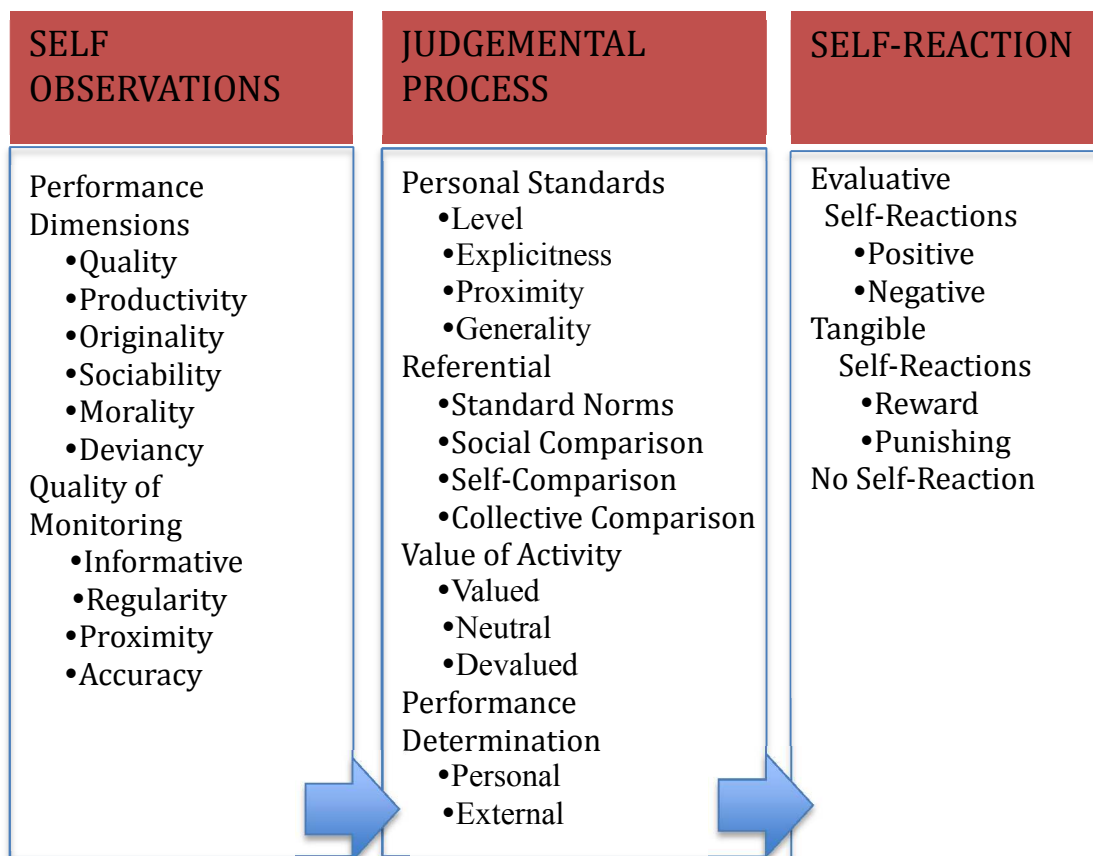 SELF
OBSERVATIONS
Performance
Dimensions
•Quality
•Productivity
•Originality
•Sociability
•Morality
•Deviancy
Quality of
Monitoring
•Informative
•Regularity
•Proximity
•Accuracy
JUDGEMENTAL
PROCESS
Personal Standards
•Level
•Explicitness
•Proximity
•Generality
Referential
•Standard Norms
•Social Comparison
•Self-Comparison
•Collective Comparison
Value of Activity
•Valued
•Neutral
•Devalued
Performance
Determination
•Personal
•External
SELF-REACTION
Evaluative
Self-Reactions
•Positive
•Negative
Tangible
Self-Reactions
•Reward
•Punishing
No Self-Reaction